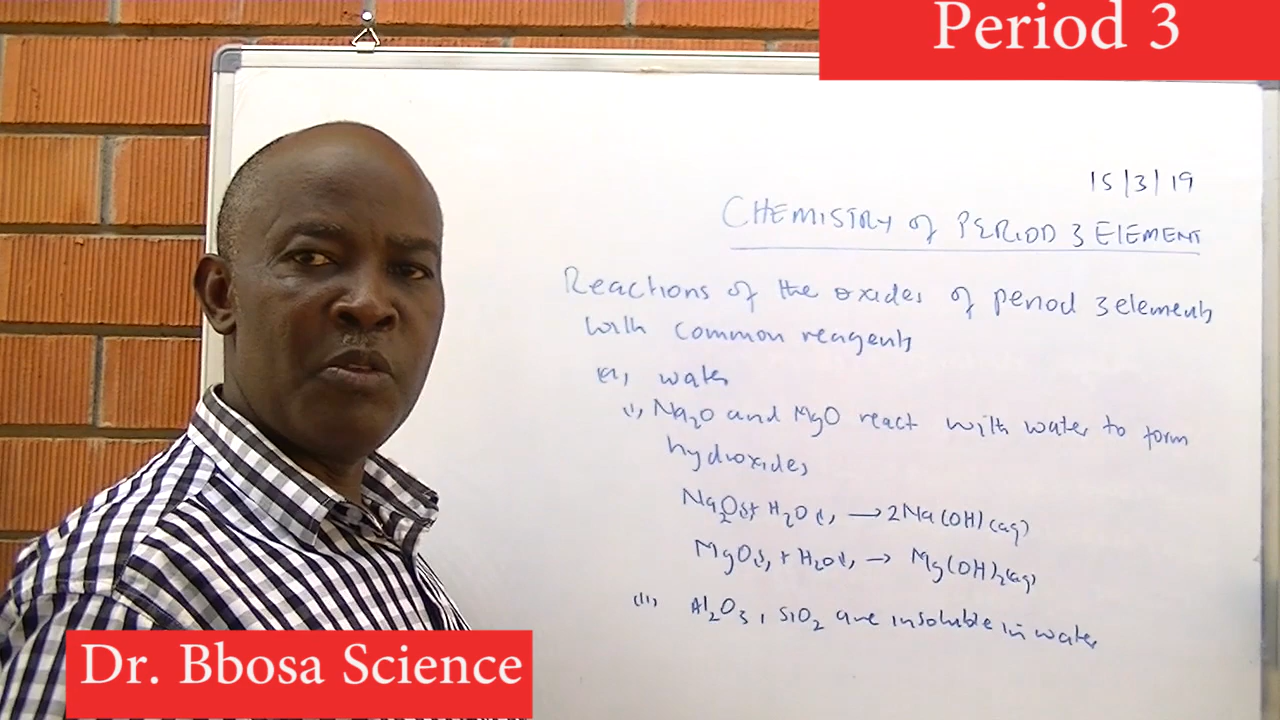 Period 3
15/3/19
CHEMISTRY of PERIOD 3 ELEMENT
Reactions of the oxides of period 3 elements
with common reagents
(a) water
(i) Na₂O and MgO react with water to form
hydroxides
Na₂O(s) + H₂O(l) → 2Na(OH)(aq)
MgO(s) + H₂O(l) → Mg(OH)₂(aq)
(ii) Al₂O₃, SiO₂ are insoluble in water
Dr. Bbosa Science